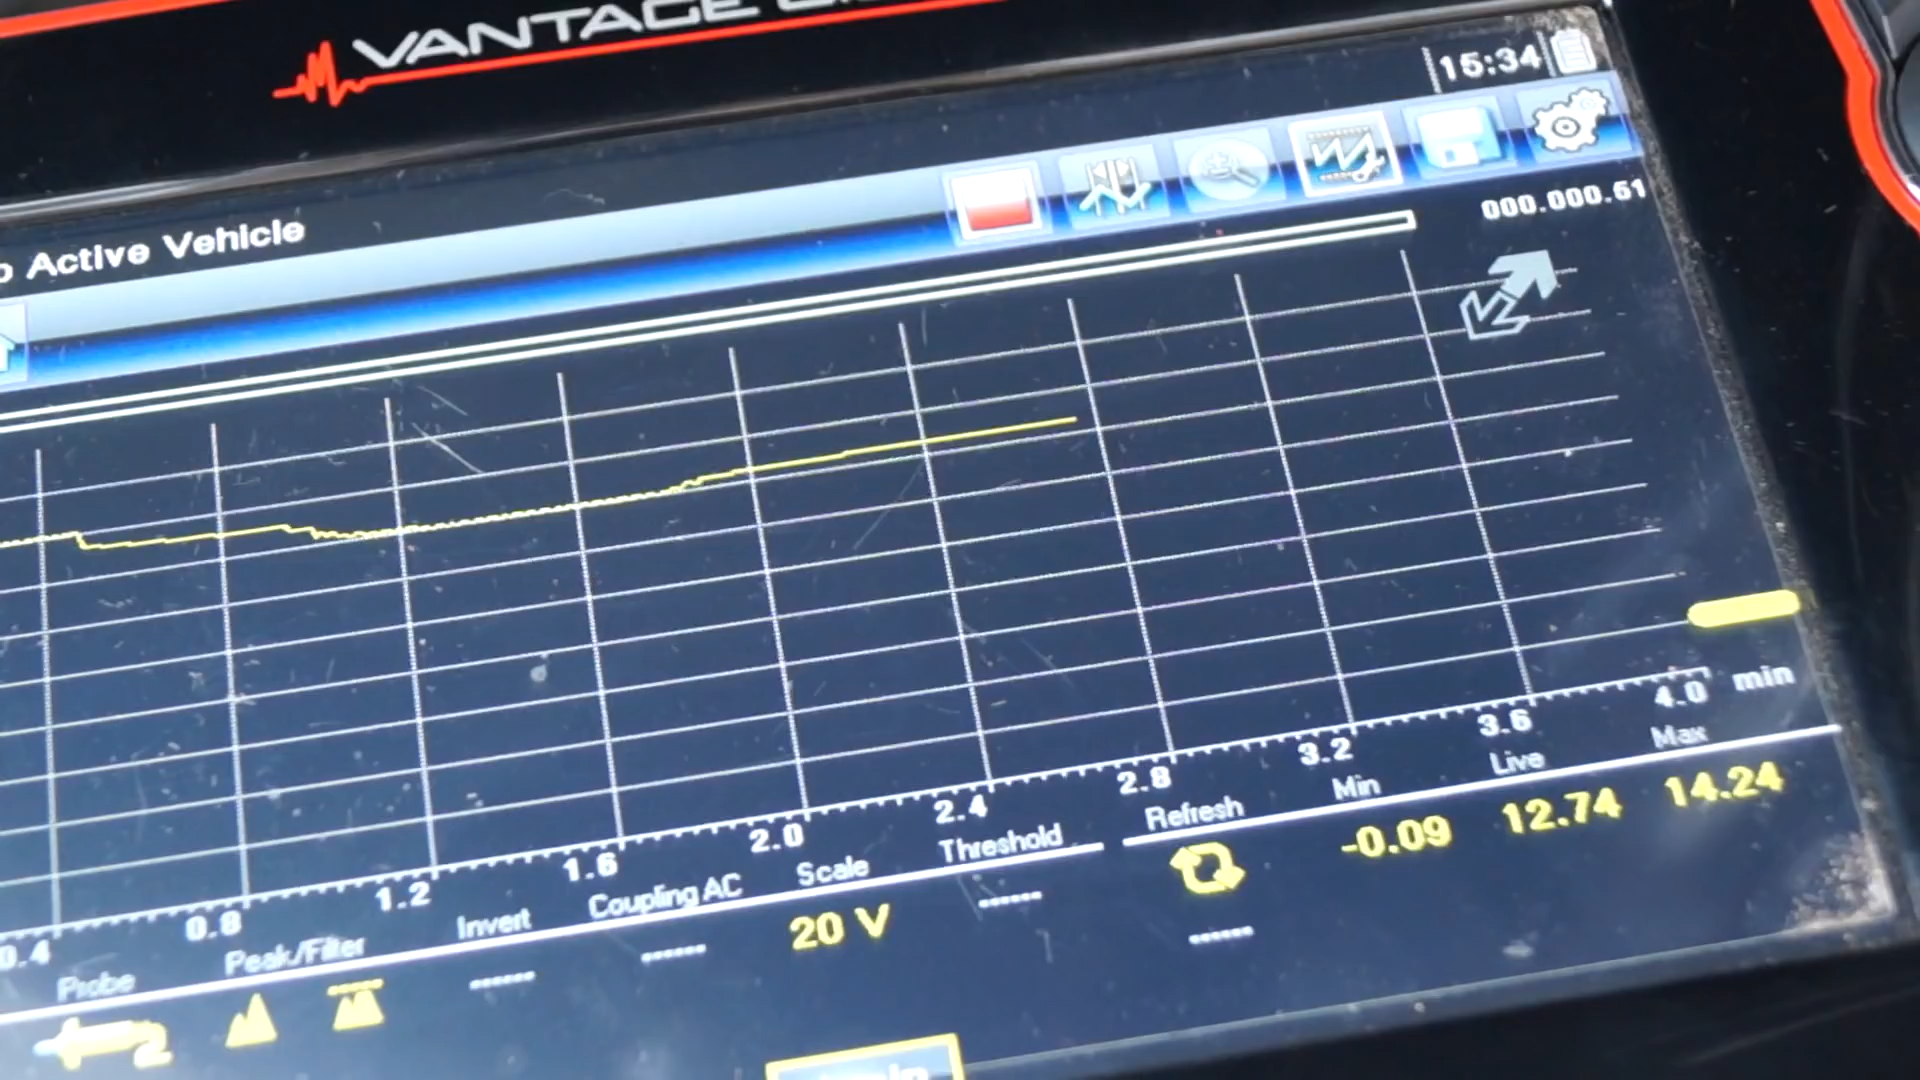 VANTAGE
15:34
Active Vehicle
000.000.51
0.4 0.8 1.2 1.6 2.0 2.4 2.8 3.2 3.6 4.0 min
Probe Peak/Filter Invert Coupling AC Scale Threshold Refresh Min Live Max
20 V -0.09 12.74 14.24